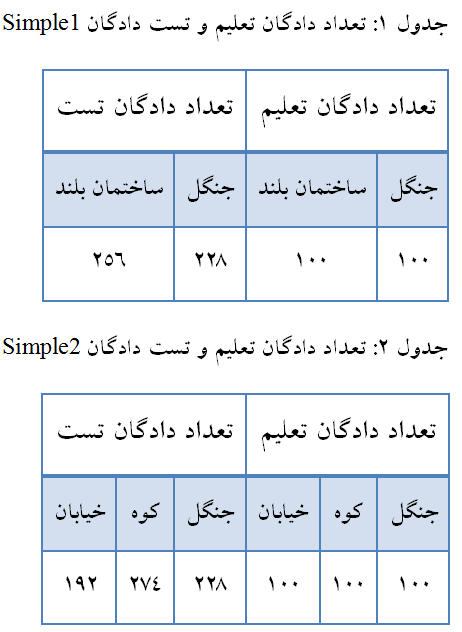 جدول ۱: تعداد دادگان تعلیم و تست دادگان Simple1
تعداد دادگان تعلیم تعداد دادگان تست
جنگل ساختمان بلند جنگل ساختمان بلند
۱۰۰ ۱۰۰ ۲۲۸ ۲۵۶
جدول ۲: تعداد دادگان تعلیم و تست دادگان Simple2
تعداد دادگان تعلیم تعداد دادگان تست
جنگل کوه خیابان جنگل کوه خیابان
۱۰۰ ۱۰۰ ۱۰۰ ۲۲۸ ۲۷٤ ۱۹۲